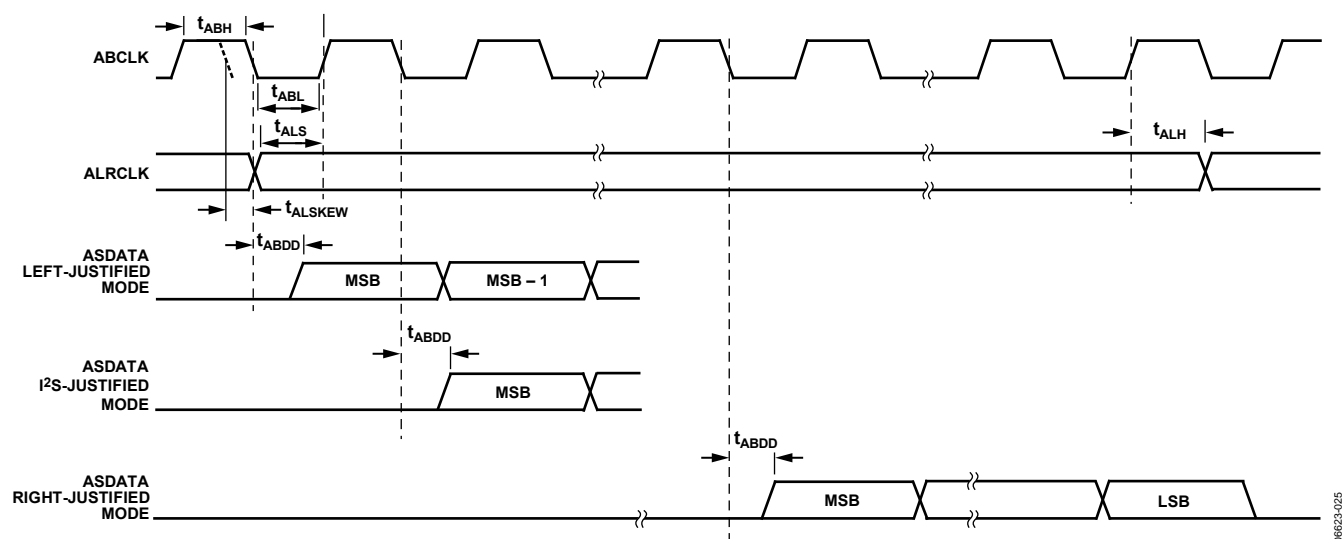 tABH
ABCLK
tABL
tALS
tALH
ALRCLK
tALSKEW
tABDD
ASDATA
LEFT-JUSTIFIED
MODE
MSB
MSB – 1
tABDD
ASDATA
I²S-JUSTIFIED
MODE
MSB
tABDD
ASDATA
RIGHT-JUSTIFIED
MODE
MSB
LSB
06623-025